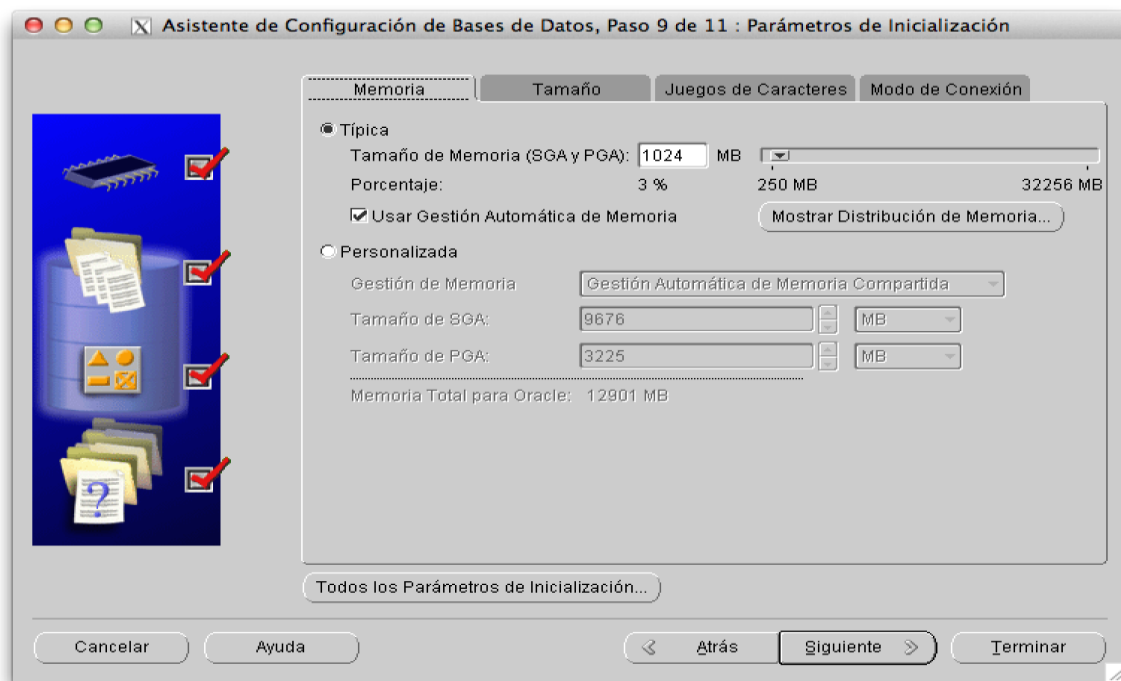 Asistente de Configuración de Bases de Datos, Paso 9 de 11 : Parámetros de Inicialización
Memoria Tamaño Juegos de Caracteres Modo de Conexión
Típica
Tamaño de Memoria (SGA y PGA): 1024 MB
Porcentaje: 3 % 250 MB 32256 MB
Usar Gestión Automática de Memoria Mostrar Distribución de Memoria...
Personalizada
Gestión de Memoria Gestión Automática de Memoria Compartida
Tamaño de SGA: 9676 MB
Tamaño de PGA: 3225 MB
Memoria Total para Oracle: 12901 MB
?
Todos los Parámetros de Inicialización...
Cancelar Ayuda Atrás Siguiente Terminar